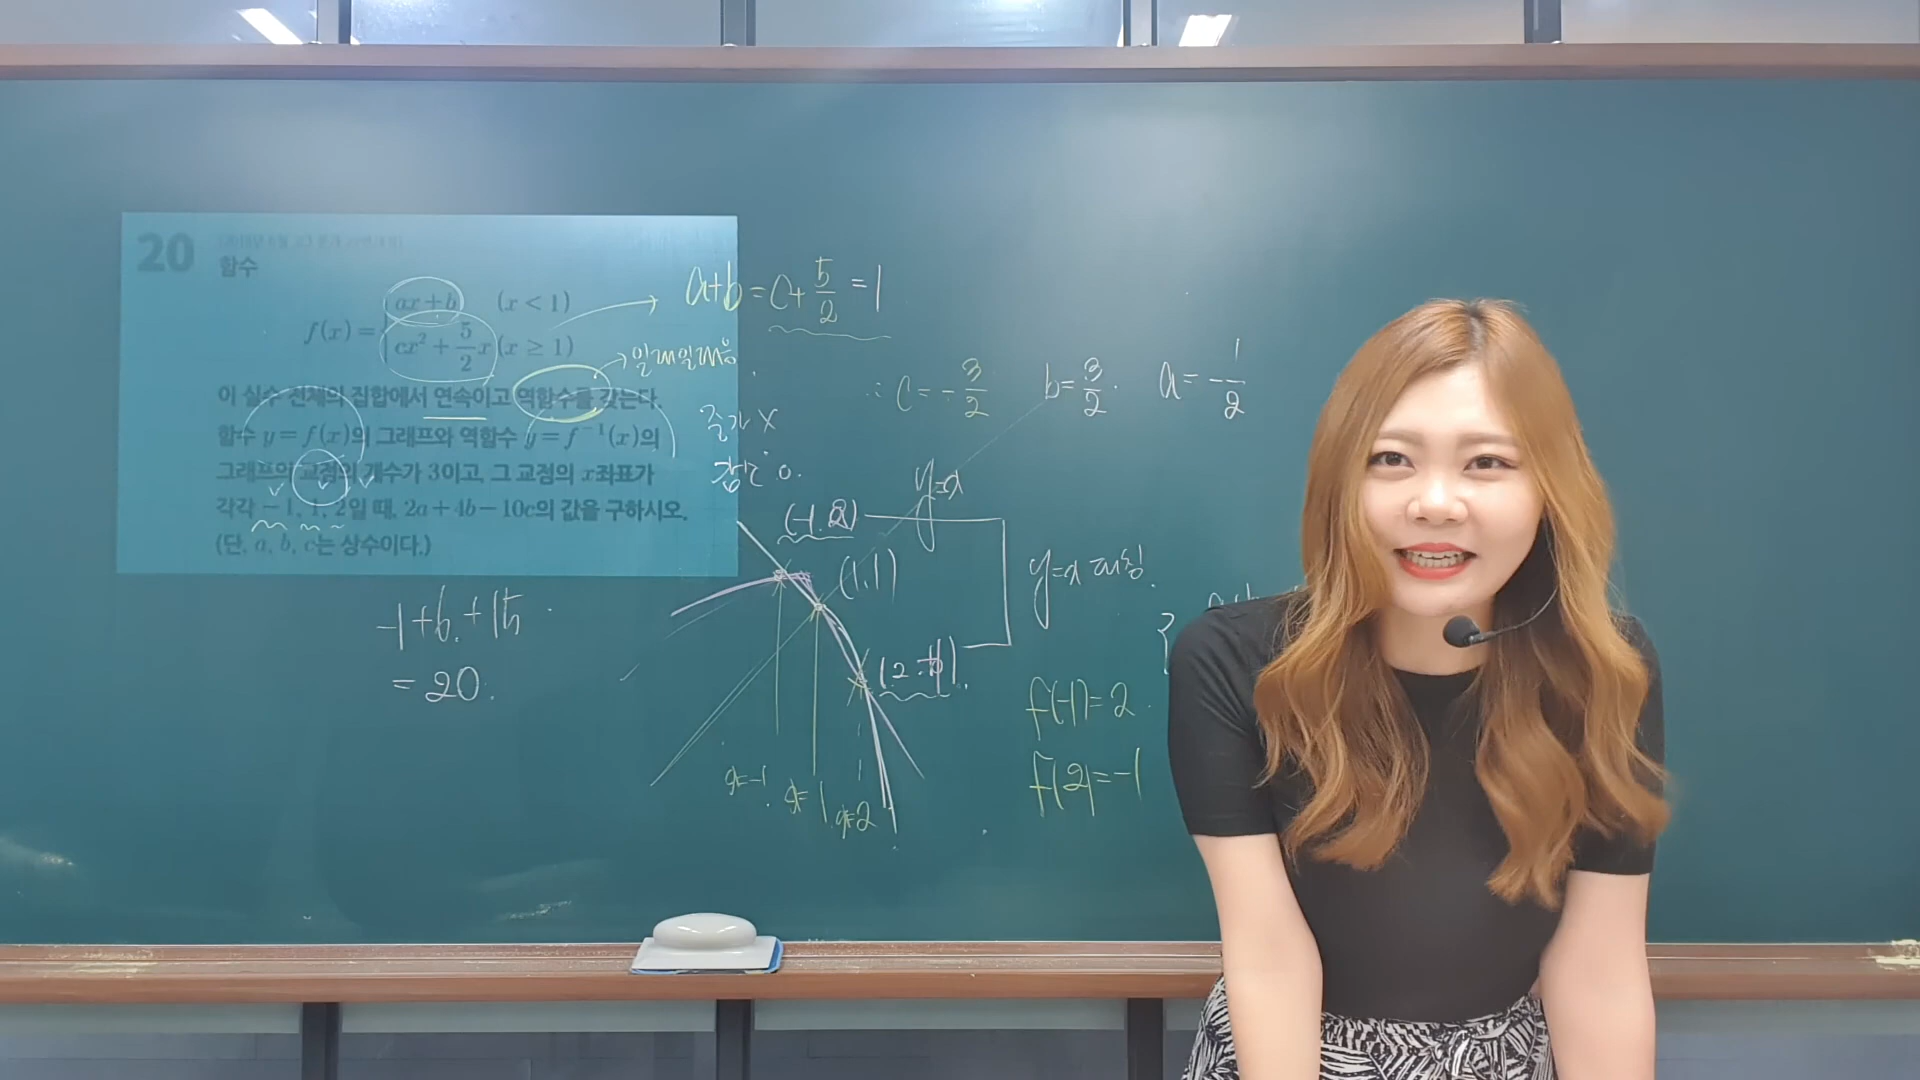 20
함수
f(x) = { ax+b (x < 1)
cx² + 5/2 x (x ≥ 1)
이 실수 전체의 집합에서 연속이고 역함수를 갖는다.
함수 y = f(x)의 그래프와 역함수 y = f⁻¹(x)의
그래프의 교점의 개수가 3이고, 그 교점의 x좌표가
각각 -1, 1, 2일 때, 2a + 4b - 10c의 값을 구하시오.
(단, a, b, c는 상수이다.)
a+b = c + 5/2 = 1
→ 일대일대응
증가 X
감소 O.
∴ c = -3/2 b = 3/2 . a = -1/2
y=x
(-1, 2)
(1,1)
(2, -1)
x=-1 x=1 x=2
y=x 대칭.
f(-1)=2
f(2)=-1
-1+6+15
= 20.